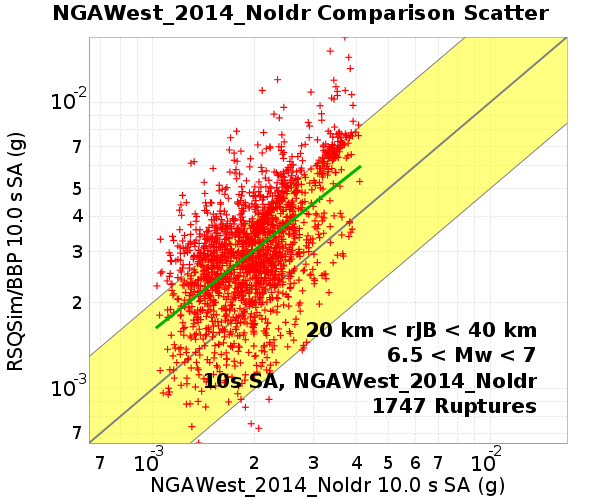 NGAWest_2014_NoIdr Comparison Scatter
RSQSim/BBP 10.0 s SA (g)
10-2
7
5
4
3
2
10-3
7
20 km < rJB < 40 km
6.5 < Mw < 7
10s SA, NGAWest_2014_NoIdr
1747 Ruptures
7 10-3 2 3 4 5 6 7 10-2
NGAWest_2014_NoIdr 10.0 s SA (g)